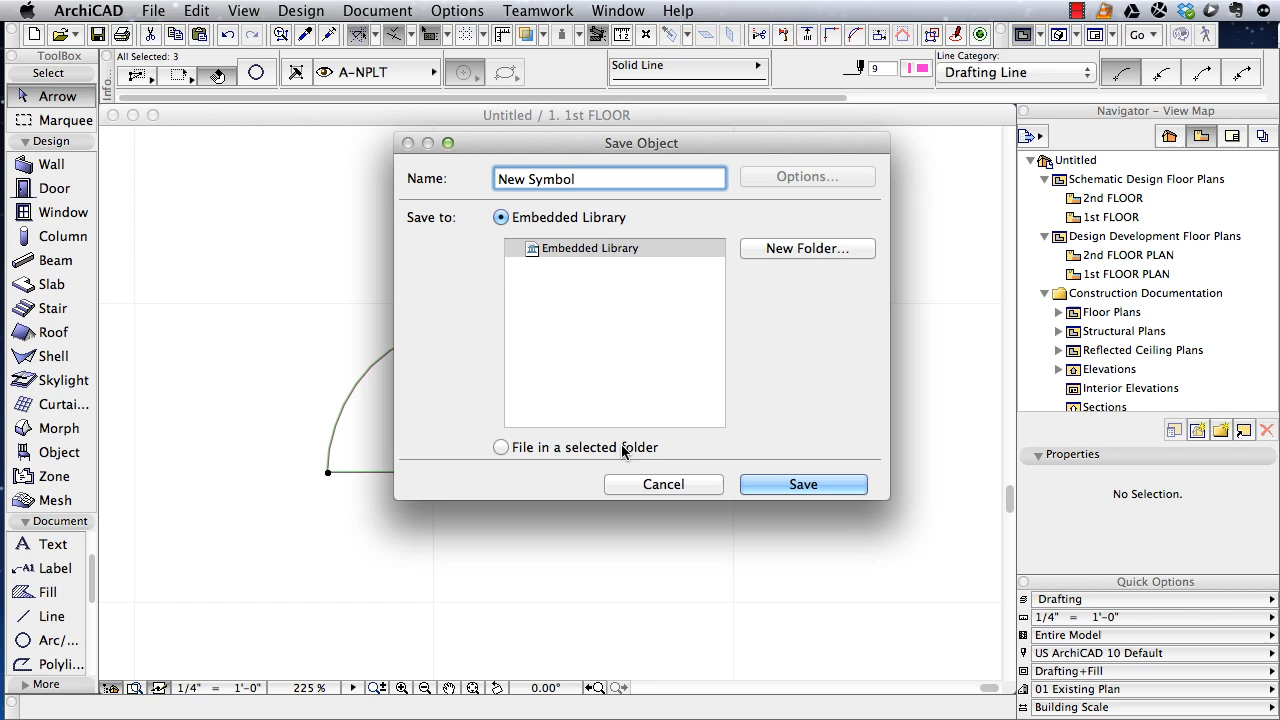 ArchiCAD File Edit View Design Document Options Teamwork Window Help
ToolBox
Select
Arrow
Marquee
Design
Wall
Door
Window
Column
Beam
Slab
Stair
Roof
Shell
Skylight
Curtai...
Morph
Object
Zone
Mesh
Document
Text
A1 Label
Fill
Line
Arc/...
Polyli...
More
All Selected: 3
Info...
A-NPLT
Solid Line
9
Line Category:
Drafting Line
Go
Untitled / 1. 1st FLOOR
Save Object
Name: New Symbol Options...
Save to: Embedded Library
Embedded Library
New Folder...
File in a selected folder
Cancel Save
1/4" = 1'-0" 225 % 0.00°
Navigator - View Map
Untitled
Schematic Design Floor Plans
2nd FLOOR
1st FLOOR
Design Development Floor Plans
2nd FLOOR PLAN
1st FLOOR PLAN
Construction Documentation
Floor Plans
Structural Plans
Reflected Ceiling Plans
Elevations
Interior Elevations
Sections
Properties
No Selection.
Quick Options
Drafting
1/4" = 1'-0"
Entire Model
US ArchiCAD 10 Default
Drafting+Fill
01 Existing Plan
Building Scale